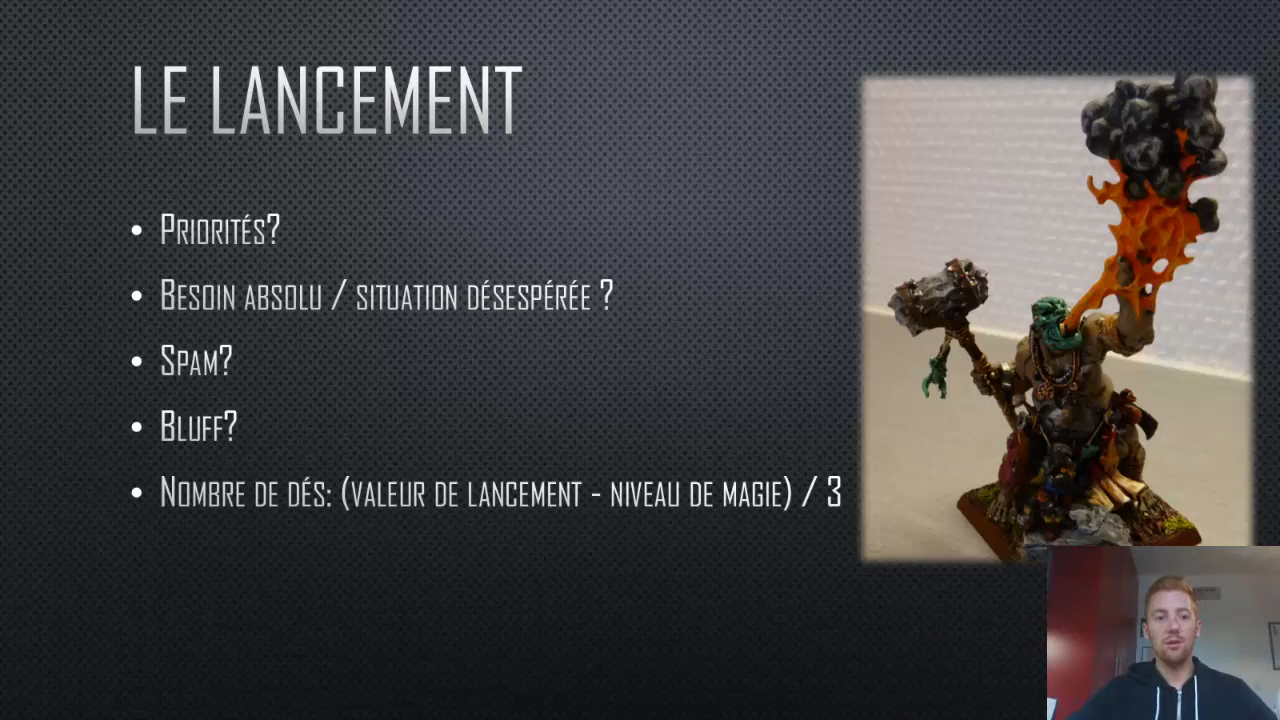 LE LANCEMENT
• PRIORITÉS?
• BESOIN ABSOLU / SITUATION DÉSESPÉRÉE ?
• SPAM?
• BLUFF?
• NOMBRE DE DÉS: (VALEUR DE LANCEMENT - NIVEAU DE MAGIE) / 3